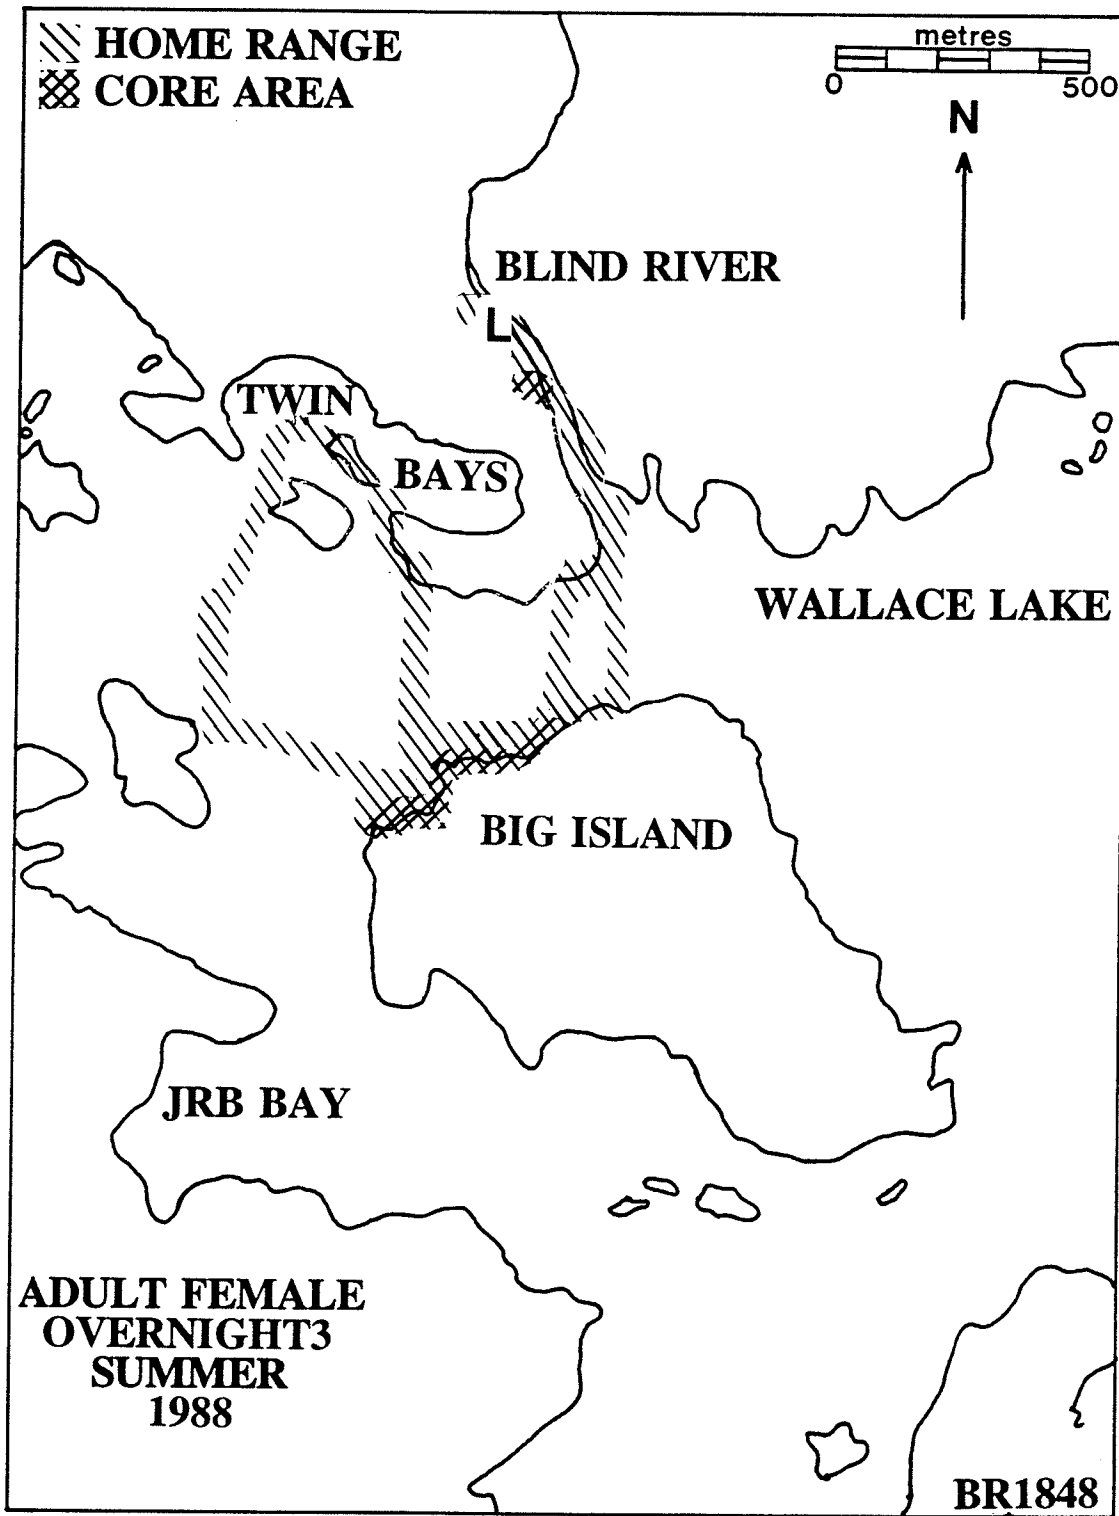 HOME RANGE
CORE AREA
metres
0 500
N
BLIND RIVER
L
TWIN
BAYS
WALLACE LAKE
BIG ISLAND
JRB BAY
ADULT FEMALE
OVERNIGHT3
SUMMER
1988
BR1848